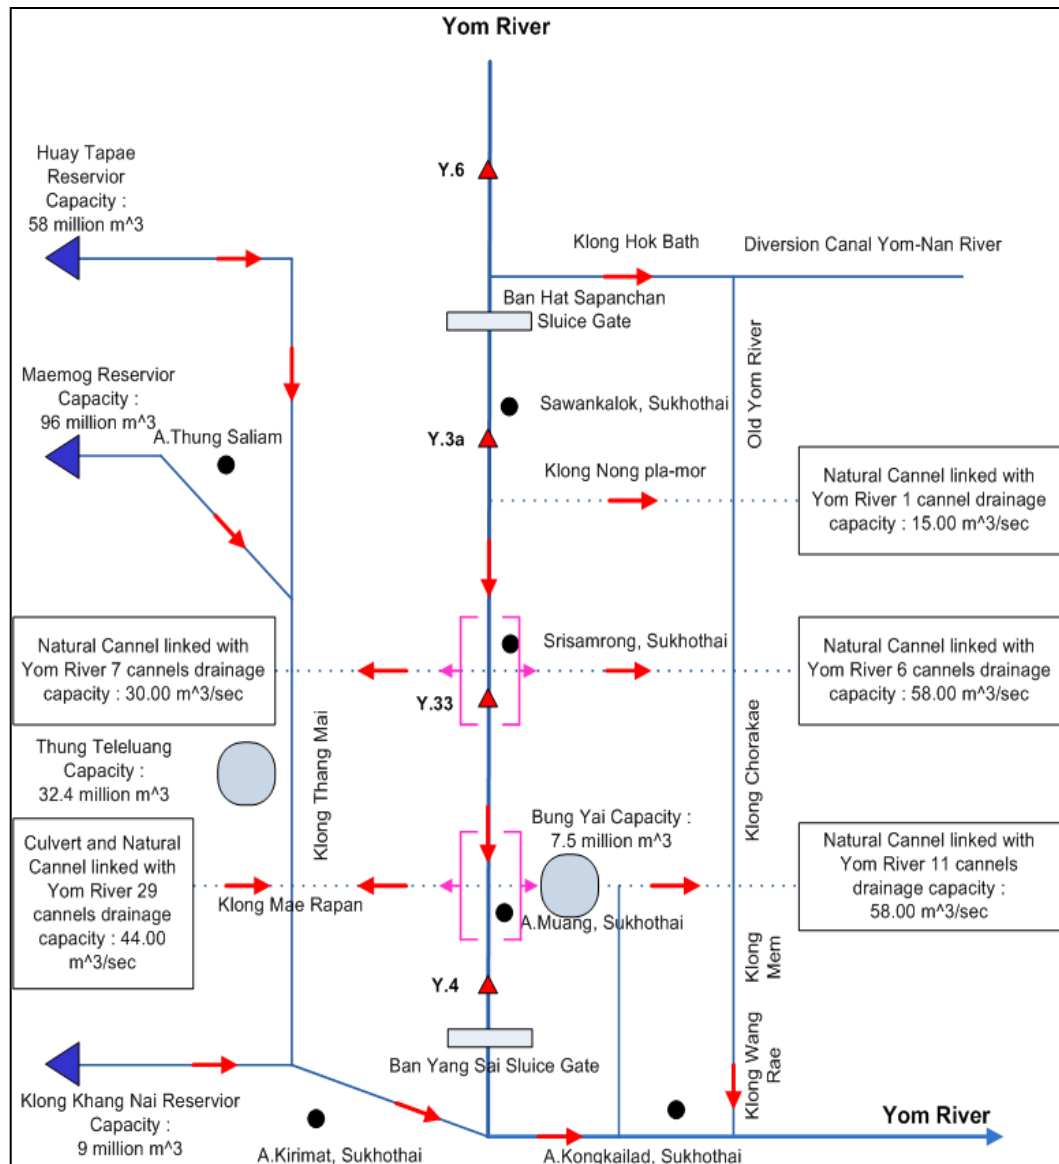 Yom River
Y.6
Huay Tapae
Reservior
Capacity :
58 million m^3
Klong Hok Bath
Diversion Canal Yom-Nan River
Ban Hat Sapanchan
Sluice Gate
Old Yom River
Maemog Reservior
Capacity :
96 million m^3
A.Thung Saliam
Sawankalok, Sukhothai
Y.3a
Klong Nong pla-mor
Natural Cannel linked with
Yom River 1 cannel drainage
capacity : 15.00 m^3/sec
Natural Cannel linked with
Yom River 7 cannels drainage
capacity : 30.00 m^3/sec
Srisamrong, Sukhothai
Natural Cannel linked with
Yom River 6 cannels drainage
capacity : 58.00 m^3/sec
Y.33
Thung Teleluang
Capacity :
32.4 million m^3
Klong Thang Mai
Klong Chorakae
Bung Yai Capacity :
7.5 million m^3
Culvert and Natural
Cannel linked with
Yom River 29
cannels drainage
capacity : 44.00
m^3/sec
Klong Mae Rapan
A.Muang, Sukhothai
Natural Cannel linked with
Yom River 11 cannels
drainage capacity :
58.00 m^3/sec
Klong
Mem
Y.4
Ban Yang Sai Sluice Gate
Klong Wang
Rae
Klong Khang Nai Reservior
Capacity :
9 million m^3
A.Kirimat, Sukhothai
A.Kongkailad, Sukhothai
Yom River